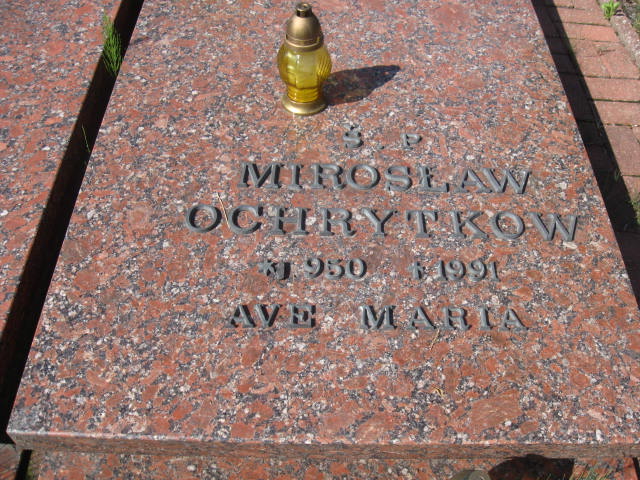 Ś. P.
MIROSŁAW
OCHRYTKOW
* 1950 † 1991
AVE MARIA